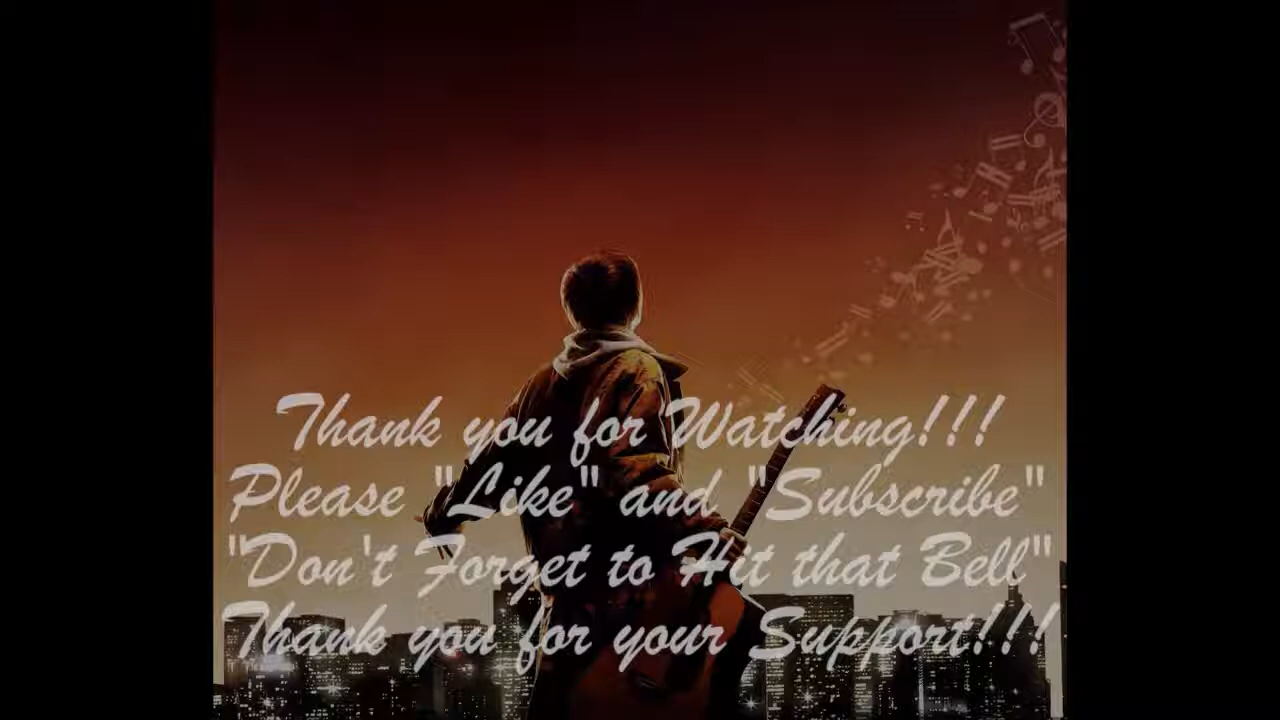 Thank you for Watching!!!
Please "Like" and "Subscribe"
"Don't Forget to Hit that Bell"
Thank you for your Support!!!